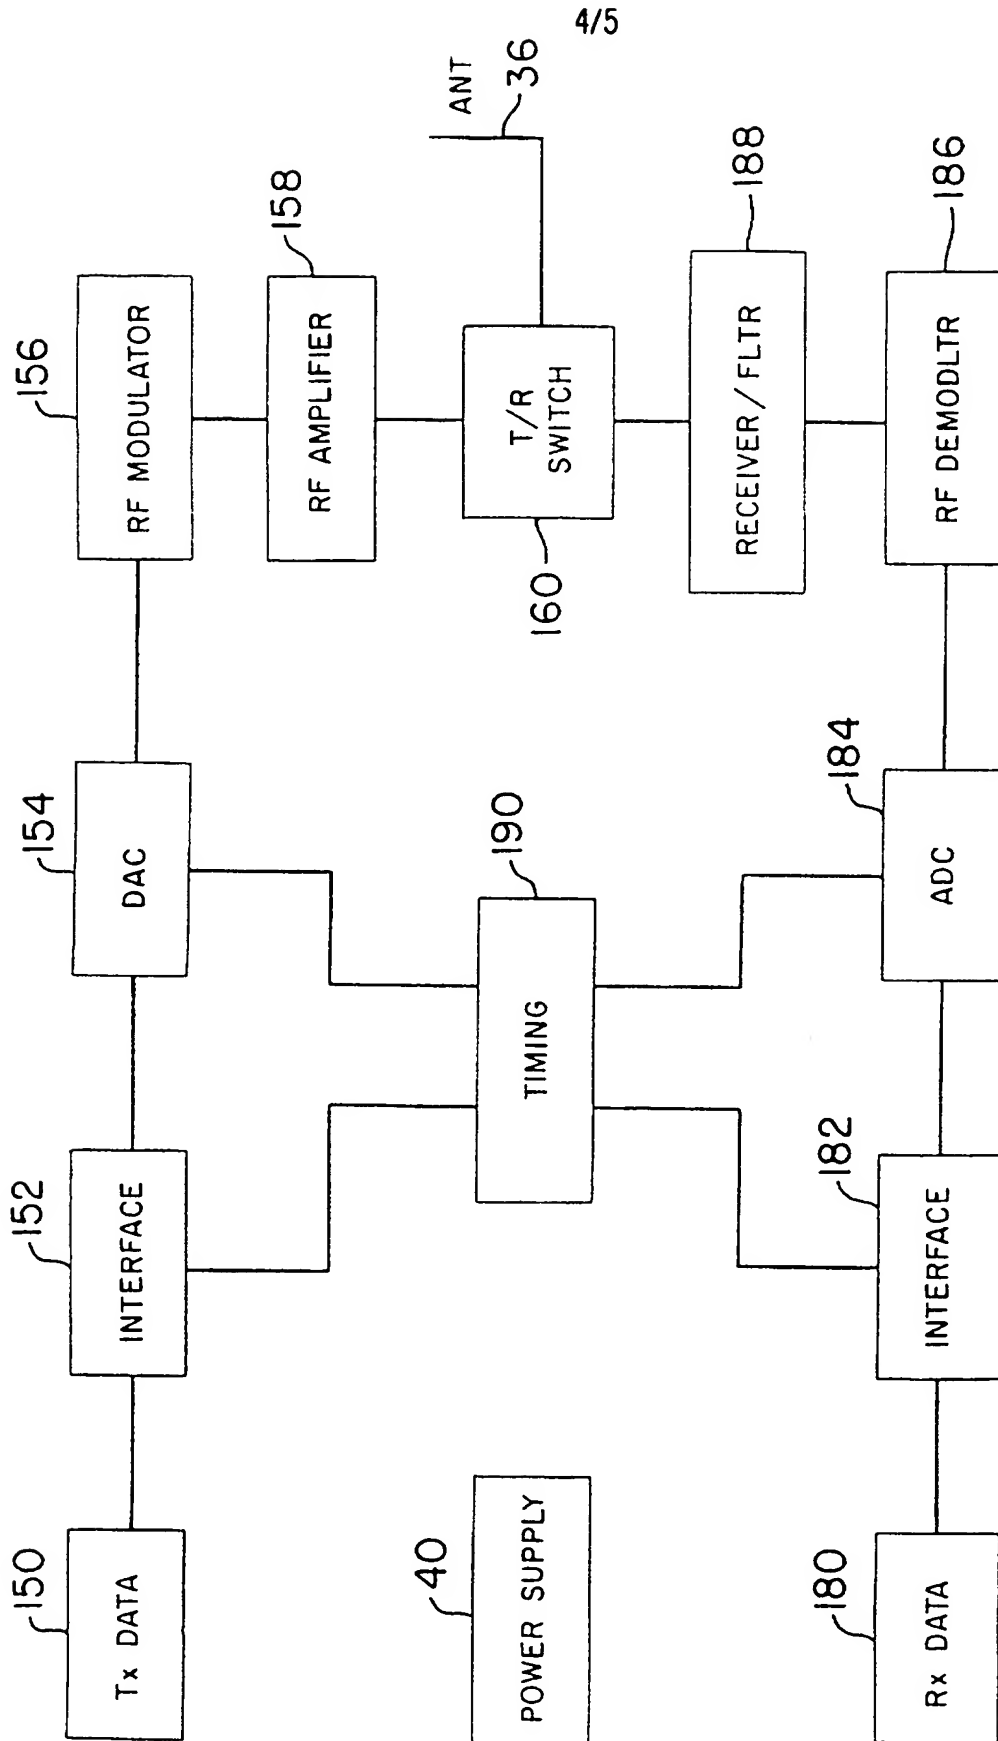 4/5
150
Tx DATA
152
INTERFACE
154
DAC
156
RF MODULATOR
158
RF AMPLIFIER
ANT
36
40
POWER SUPPLY
190
TIMING
160
T/R
SWITCH
188
RECEIVER/FLTR
180
Rx DATA
182
INTERFACE
184
ADC
186
RF DEMODLTR